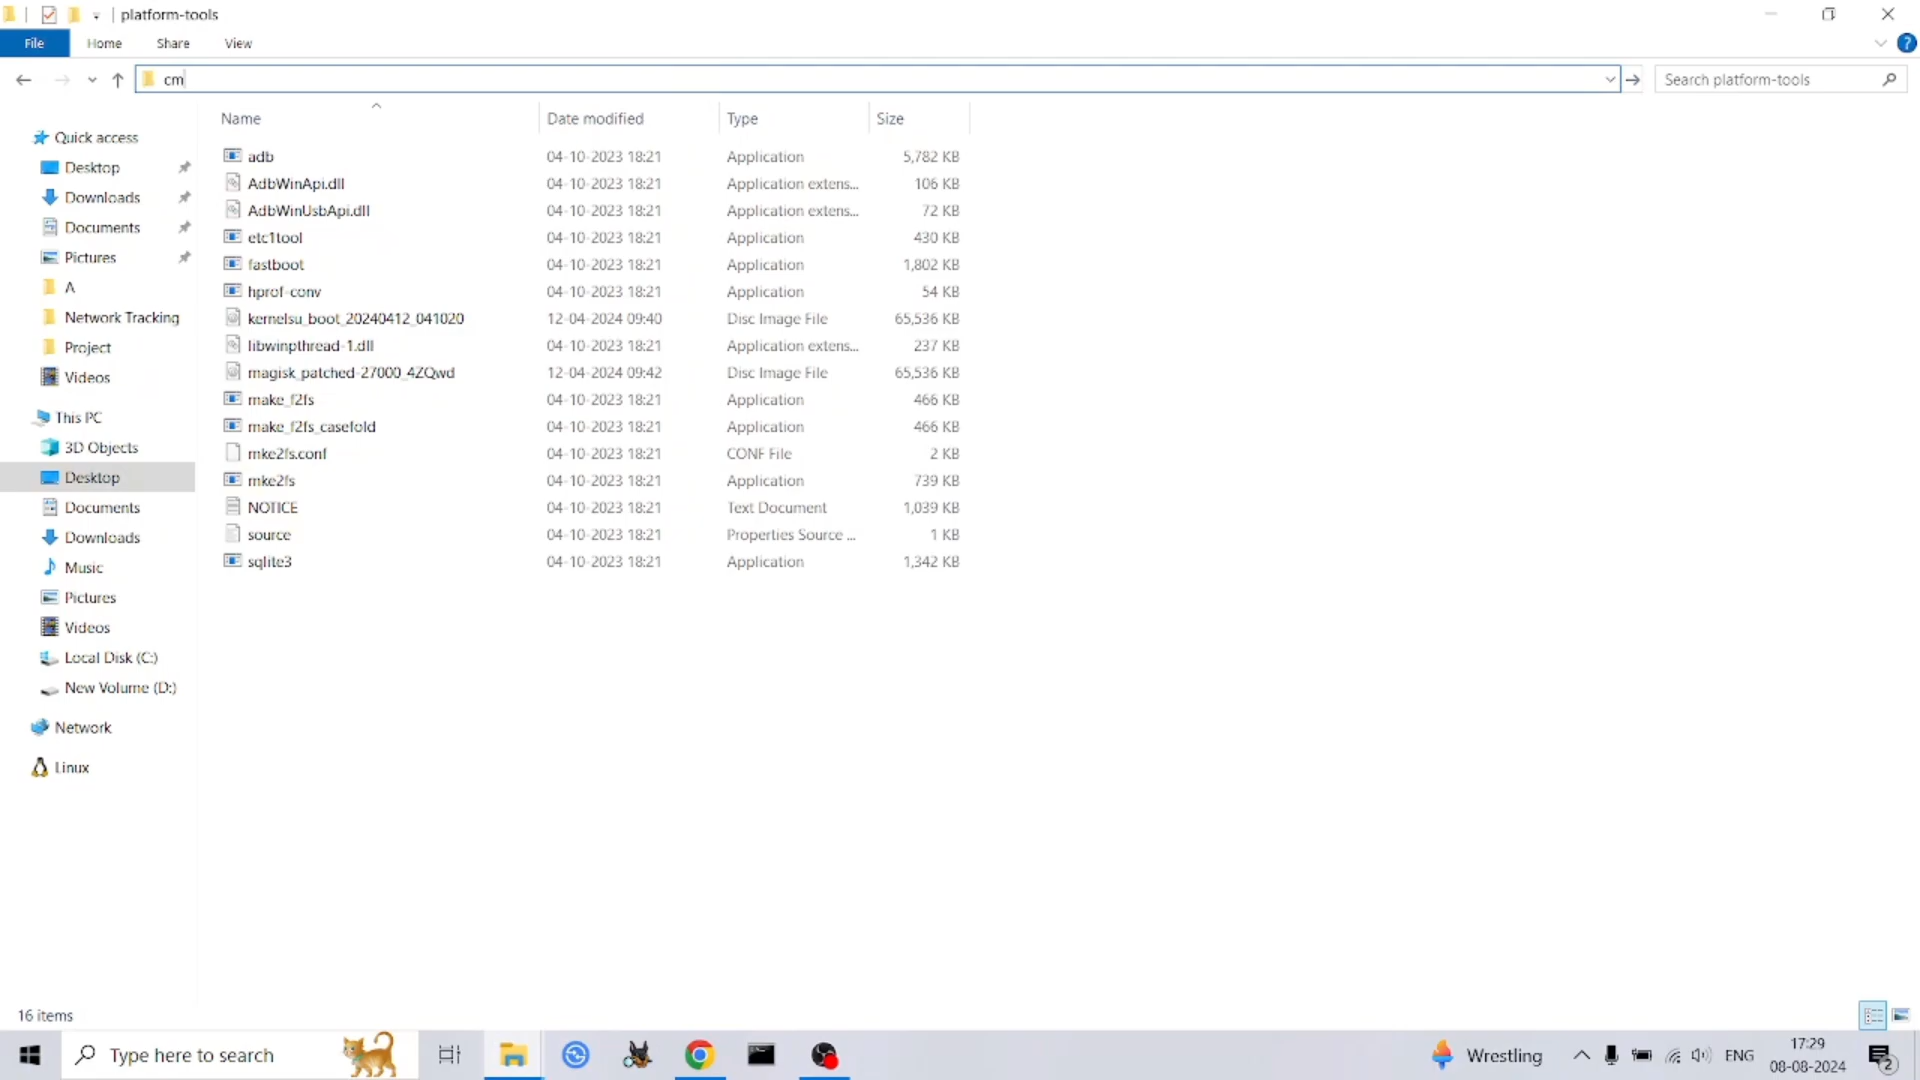 platform-tools
File Home Share View
cm
Search platform-tools
Name Date modified Type Size
Quick access
Desktop
Downloads
Documents
Pictures
A
Network Tracking
Project
Videos
This PC
3D Objects
Desktop
Documents
Downloads
Music
Pictures
Videos
Local Disk (C:)
New Volume (D:)
Network
Linux
adb 04-10-2023 18:21 Application 5,782 KB
AdbWinApi.dll 04-10-2023 18:21 Application extens... 106 KB
AdbWinUsbApi.dll 04-10-2023 18:21 Application extens... 72 KB
etc1tool 04-10-2023 18:21 Application 430 KB
fastboot 04-10-2023 18:21 Application 1,802 KB
hprof-conv 04-10-2023 18:21 Application 54 KB
kernelsu_boot_20240412_041020 12-04-2024 09:40 Disc Image File 65,536 KB
libwinpthread-1.dll 04-10-2023 18:21 Application extens... 237 KB
magisk_patched-27000_4ZQwd 12-04-2024 09:42 Disc Image File 65,536 KB
make_f2fs 04-10-2023 18:21 Application 466 KB
make_f2fs_casefold 04-10-2023 18:21 Application 466 KB
mke2fs.conf 04-10-2023 18:21 CONF File 2 KB
mke2fs 04-10-2023 18:21 Application 739 KB
NOTICE 04-10-2023 18:21 Text Document 1,039 KB
source 04-10-2023 18:21 Properties Source ... 1 KB
sqlite3 04-10-2023 18:21 Application 1,342 KB
16 items
Type here to search
Wrestling
ENG
17:29
08-08-2024
2